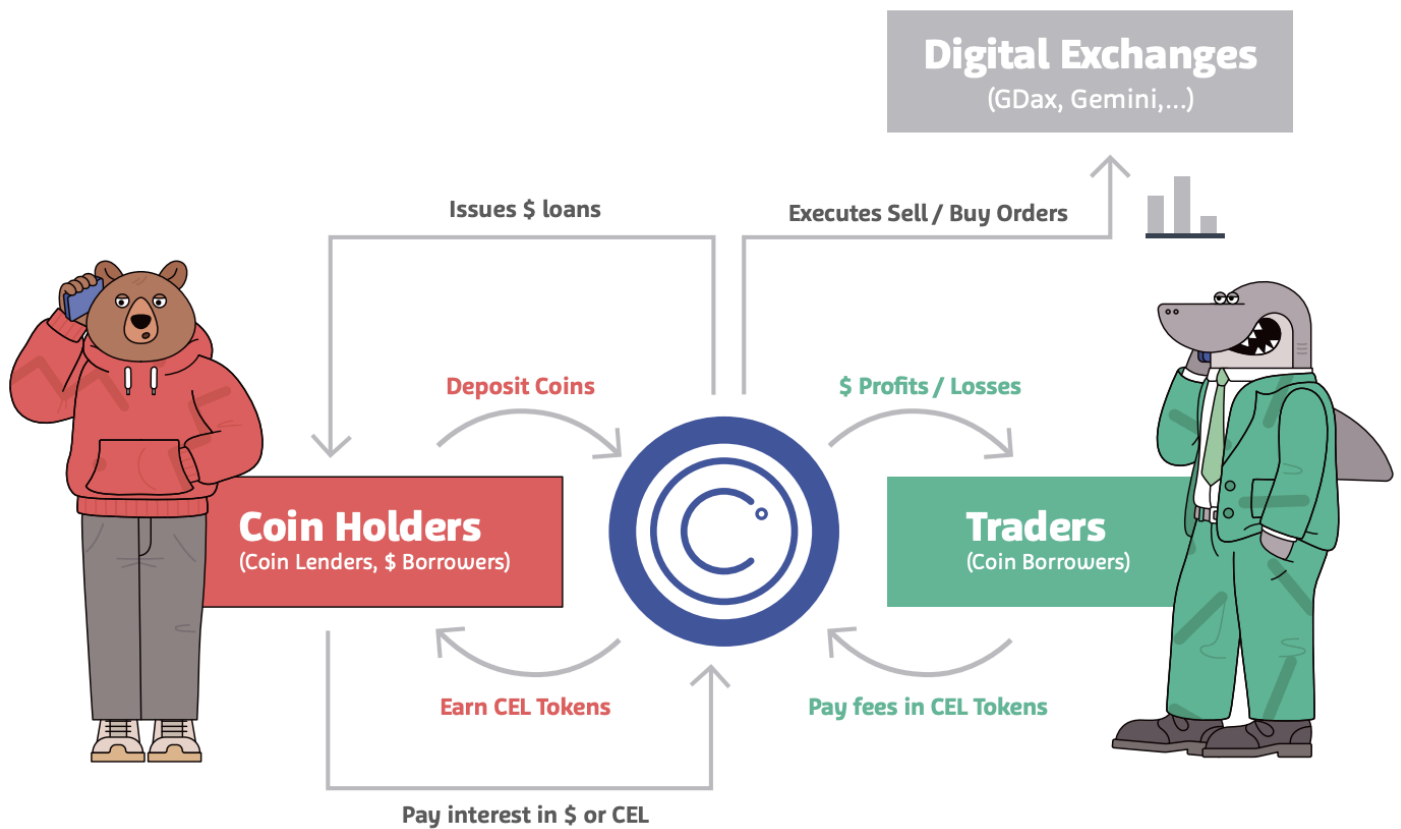 Digital Exchanges
(GDax, Gemini,...)
Issues $ loans
Executes Sell / Buy Orders
Deposit Coins
$ Profits / Losses
Coin Holders
(Coin Lenders, $ Borrowers)
Traders
(Coin Borrowers)
Earn CEL Tokens
Pay fees in CEL Tokens
Pay interest in $ or CEL